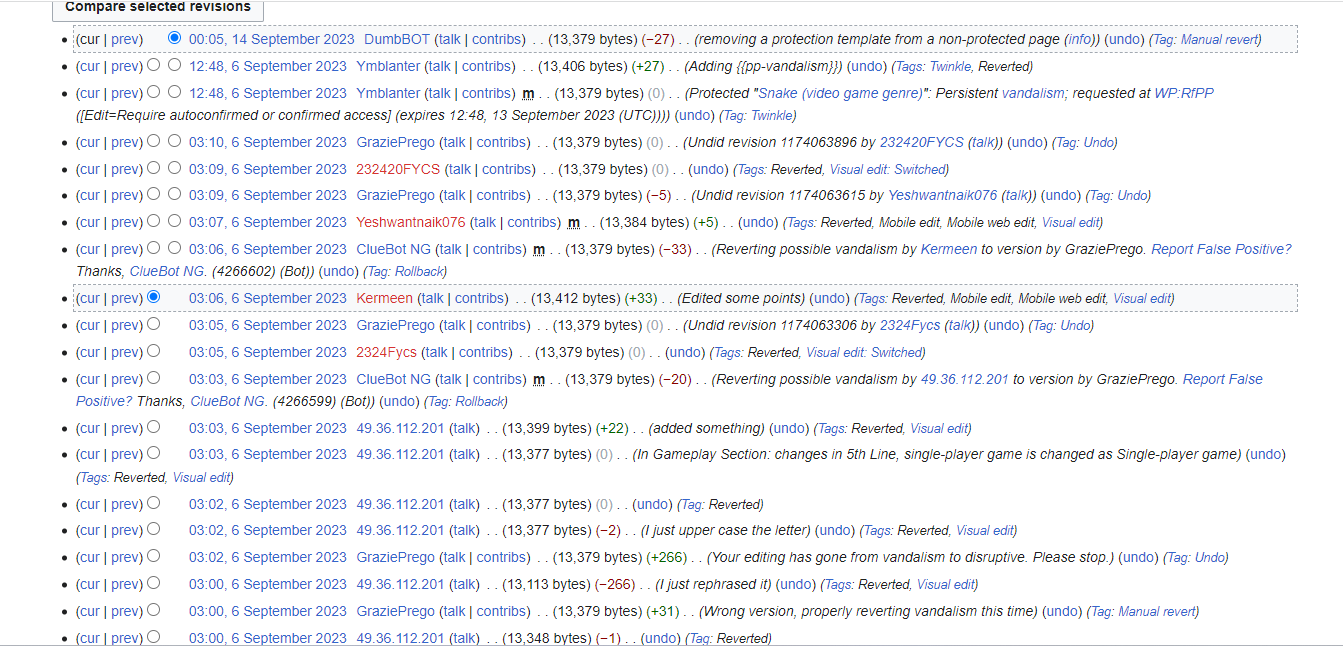 Compare selected revisions
(cur | prev) 00:05, 14 September 2023 DumbBOT (talk | contribs) . . (13,379 bytes) (−27) . . (removing a protection template from a non-protected page (info)) (undo) (Tag: Manual revert)
(cur | prev) 12:48, 6 September 2023 Ymblanter (talk | contribs) . . (13,406 bytes) (+27) . . (Adding {{pp-vandalism}}) (undo) (Tags: Twinkle, Reverted)
(cur | prev) 12:48, 6 September 2023 Ymblanter (talk | contribs) m . . (13,379 bytes) (0) . . (Protected "Snake (video game genre)": Persistent vandalism; requested at WP:RfPP
([Edit=Require autoconfirmed or confirmed access] (expires 12:48, 13 September 2023 (UTC)))) (undo) (Tag: Twinkle)
(cur | prev) 03:10, 6 September 2023 GraziePrego (talk | contribs) . . (13,379 bytes) (0) . . (Undid revision 1174063896 by 232420FYCS (talk)) (undo) (Tag: Undo)
(cur | prev) 03:09, 6 September 2023 232420FYCS (talk | contribs) . . (13,379 bytes) (0) . . (undo) (Tags: Reverted, Visual edit: Switched)
(cur | prev) 03:09, 6 September 2023 GraziePrego (talk | contribs) . . (13,379 bytes) (−5) . . (Undid revision 1174063615 by Yeshwantnaik076 (talk)) (undo) (Tag: Undo)
(cur | prev) 03:07, 6 September 2023 Yeshwantnaik076 (talk | contribs) m . . (13,384 bytes) (+5) . . (undo) (Tags: Reverted, Mobile edit, Mobile web edit, Visual edit)
(cur | prev) 03:06, 6 September 2023 ClueBot NG (talk | contribs) m . . (13,379 bytes) (−33) . . (Reverting possible vandalism by Kermeen to version by GraziePrego. Report False Positive?
Thanks, ClueBot NG. (4266602) (Bot)) (undo) (Tag: Rollback)
(cur | prev) 03:06, 6 September 2023 Kermeen (talk | contribs) . . (13,412 bytes) (+33) . . (Edited some points) (undo) (Tags: Reverted, Mobile edit, Mobile web edit, Visual edit)
(cur | prev) 03:05, 6 September 2023 GraziePrego (talk | contribs) . . (13,379 bytes) (0) . . (Undid revision 1174063306 by 2324Fycs (talk)) (undo) (Tag: Undo)
(cur | prev) 03:05, 6 September 2023 2324Fycs (talk | contribs) . . (13,379 bytes) (0) . . (undo) (Tags: Reverted, Visual edit: Switched)
(cur | prev) 03:03, 6 September 2023 ClueBot NG (talk | contribs) m . . (13,379 bytes) (−20) . . (Reverting possible vandalism by 49.36.112.201 to version by GraziePrego. Report False
Positive? Thanks, ClueBot NG. (4266599) (Bot)) (undo) (Tag: Rollback)
(cur | prev) 03:03, 6 September 2023 49.36.112.201 (talk) . . (13,399 bytes) (+22) . . (added something) (undo) (Tags: Reverted, Visual edit)
(cur | prev) 03:03, 6 September 2023 49.36.112.201 (talk) . . (13,377 bytes) (0) . . (In Gameplay Section: changes in 5th Line, single-player game is changed as Single-player game) (undo)
(Tags: Reverted, Visual edit)
(cur | prev) 03:02, 6 September 2023 49.36.112.201 (talk) . . (13,377 bytes) (0) . . (undo) (Tag: Reverted)
(cur | prev) 03:02, 6 September 2023 49.36.112.201 (talk) . . (13,377 bytes) (−2) . . (I just upper case the letter) (undo) (Tags: Reverted, Visual edit)
(cur | prev) 03:02, 6 September 2023 GraziePrego (talk | contribs) . . (13,379 bytes) (+266) . . (Your editing has gone from vandalism to disruptive. Please stop.) (undo) (Tag: Undo)
(cur | prev) 03:00, 6 September 2023 49.36.112.201 (talk) . . (13,113 bytes) (−266) . . (I just rephrased it) (undo) (Tags: Reverted, Visual edit)
(cur | prev) 03:00, 6 September 2023 GraziePrego (talk | contribs) . . (13,379 bytes) (+31) . . (Wrong version, properly reverting vandalism this time) (undo) (Tag: Manual revert)
(cur | prev) 03:00, 6 September 2023 49.36.112.201 (talk) . . (13,348 bytes) (−1) . . (undo) (Tag: Reverted)